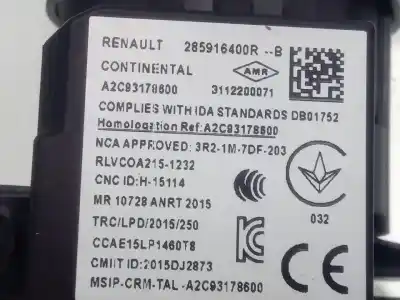 RENAULT 285916400R --B
CONTINENTAL AMR
A2C93178600 3112200071
COMPLIES WITH IDA STANDARDS DB01752
Homologation Ref:A2C93178600
NCA APPROVED: 3R2-1M-7DF-203
RLVCOA215-1232
CNC ID:H-15114
MR 10728 ANRT 2015
032
TRC/LPD/2015/250
CCAE15LP1460T8
CMIIT ID:2015DJ2873
MSIP-CRM-TAL-A2C93178600
CE